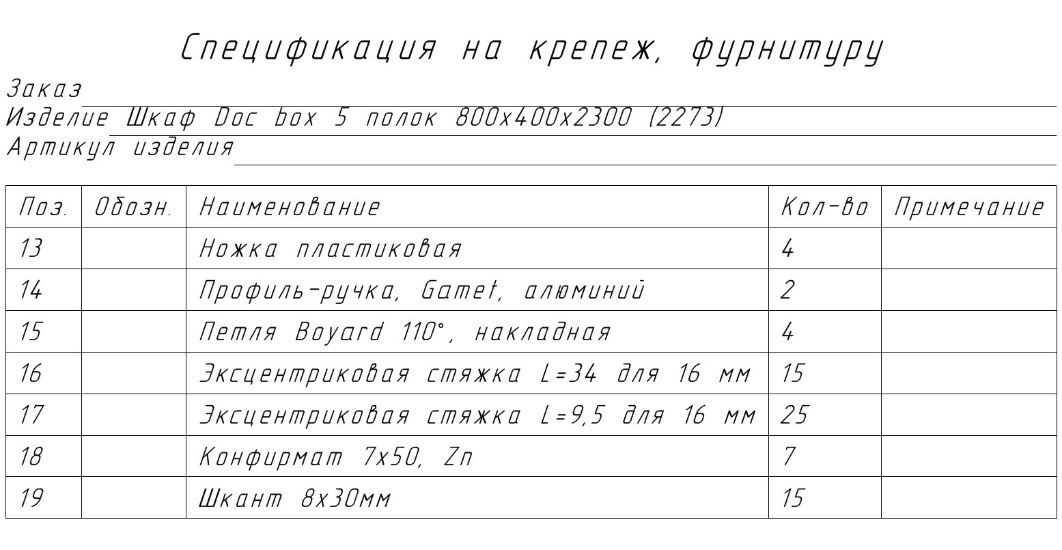 Спецификация на крепеж, фурнитуру
Заказ
Изделие Шкаф Doc box 5 полок 800х400х2300 (2273)
Артикул изделия
Поз. Обозн. Наименование Кол-во Примечание
13 Ножка пластиковая 4
14 Профиль-ручка, Gamet, алюминий 2
15 Петля Boyard 110°, накладная 4
16 Эксцентриковая стяжка L=34 для 16 мм 15
17 Эксцентриковая стяжка L=9,5 для 16 мм 25
18 Конфирмат 7х50, Zn 7
19 Шкант 8х30мм 15